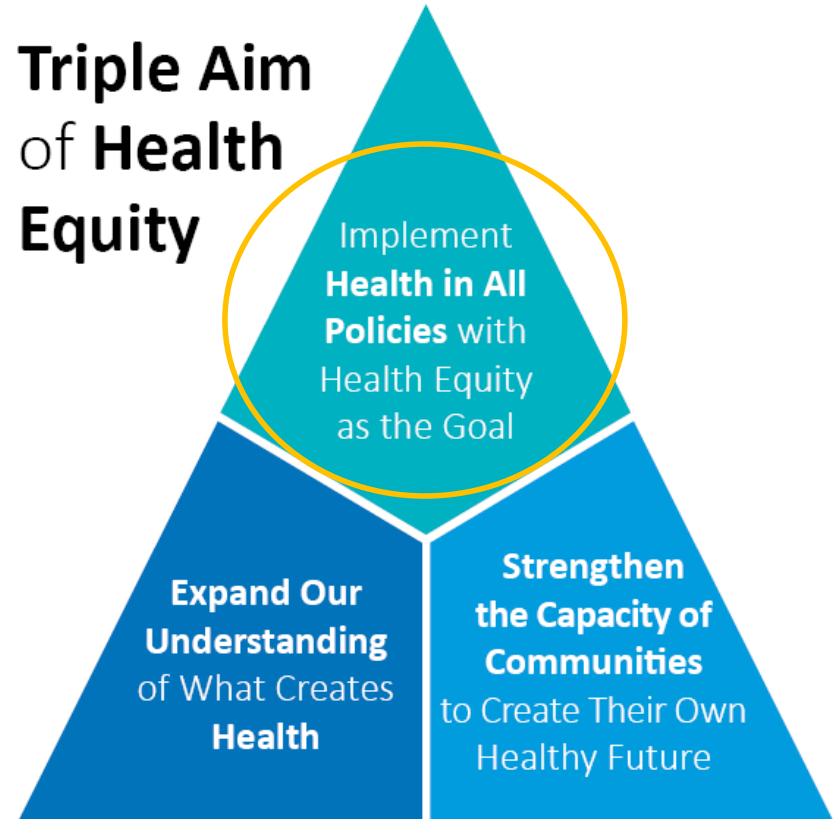 Triple Aim
of Health
Equity
Implement
Health in All
Policies with
Health Equity
as the Goal
Expand Our
Understanding
of What Creates
Health
Strengthen
the Capacity of
Communities
to Create Their Own
Healthy Future